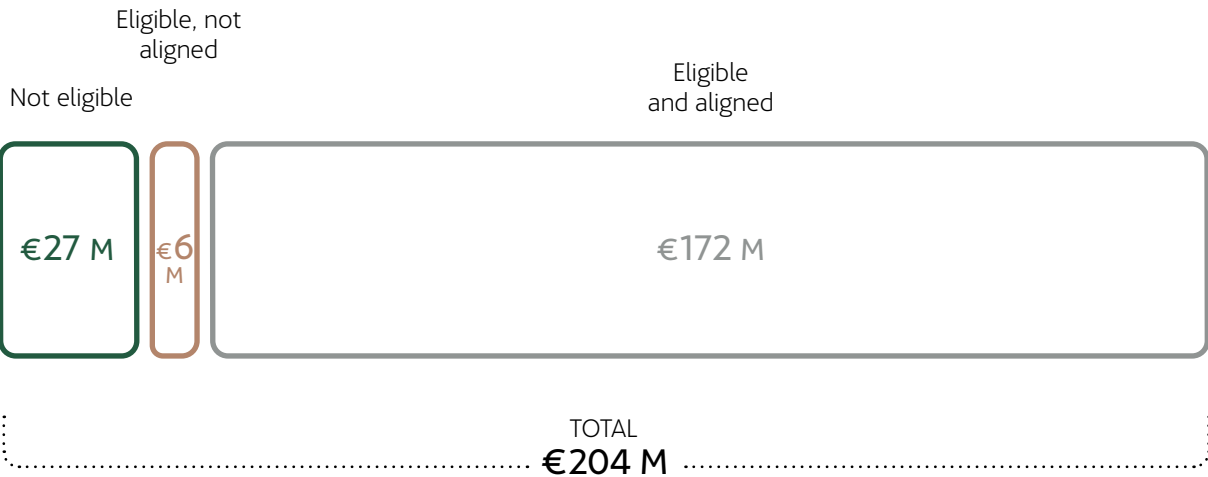 Eligible, not
aligned
Not eligible
Eligible
and aligned
€27 M
€6
M
€172 M
TOTAL
€204 M